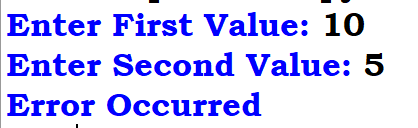 Enter First Value: 10
Enter Second Value: 5
Error Occurred